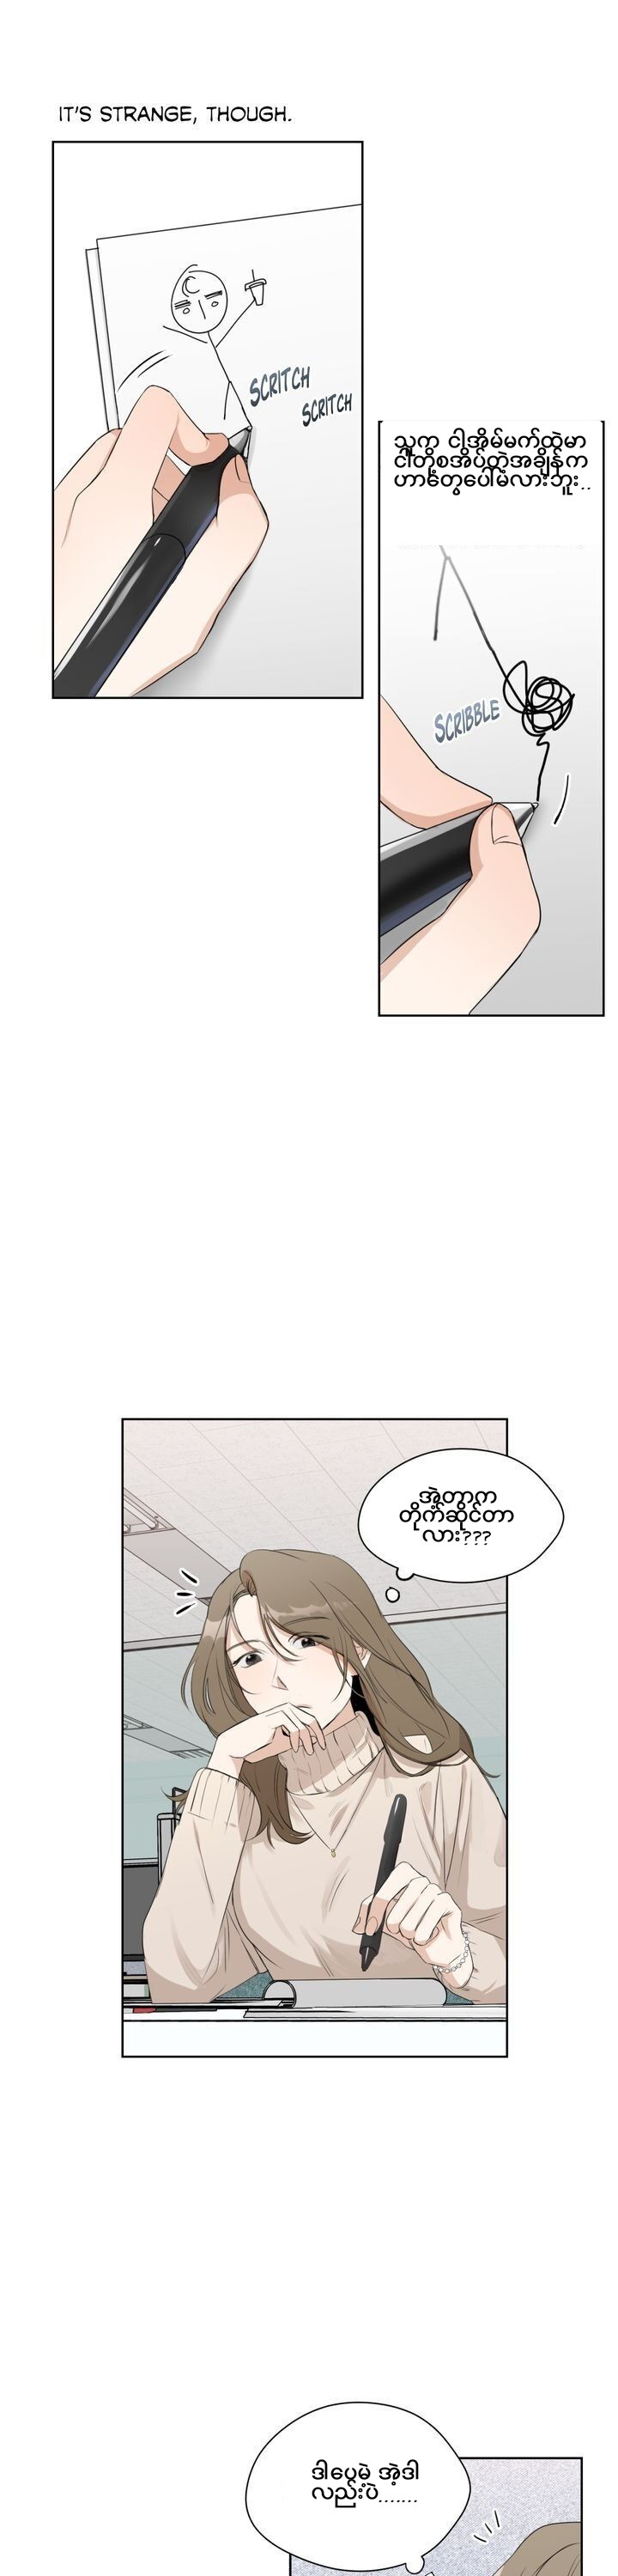 IT'S STRANGE, THOUGH.
SCRITCH
SCRITCH
သူက ငါ့အိမ်မက်ထဲမှာ
ငါတို့စအိပ်တဲ့အချိန်က
ဟာတွေပေါ်မလာဘူး..
SCRIBBLE
အဲ့တာက
တိုက်ဆိုင်တာ
လား???
ဒါပေမဲ့ အဲ့ဒါ
လည်းပဲ.......